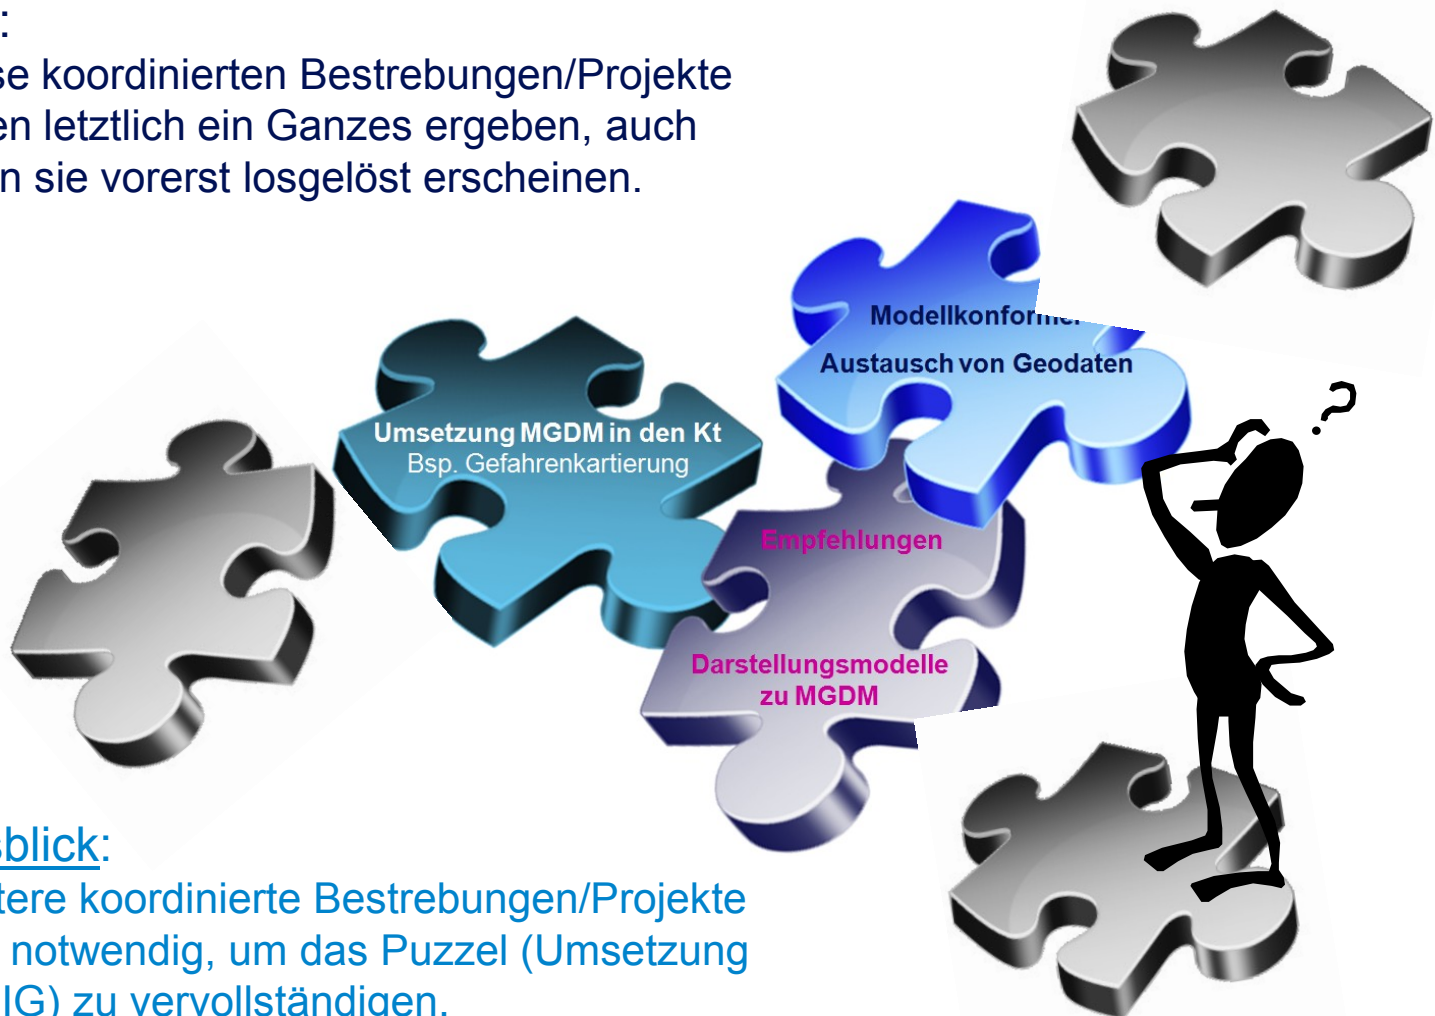 :
se koordinierten Bestrebungen/Projekte
en letztlich ein Ganzes ergeben, auch
n sie vorerst losgelöst erscheinen.
Modellkonformer
Austausch von Geodaten
Umsetzung MGDM in den Kt
Bsp. Gefahrenkartierung
Empfehlungen
Darstellungsmodelle
zu MGDM
?
sblick:
tere koordinierte Bestrebungen/Projekte
notwendig, um das Puzzel (Umsetzung
IG) zu vervollständigen.